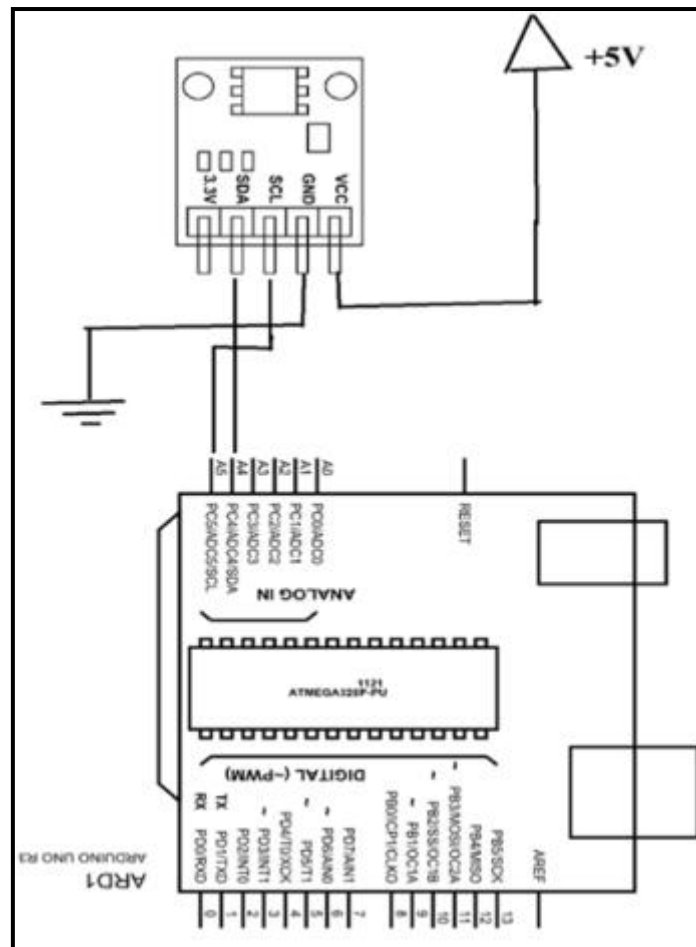 +5V
3.3V
SDA
SCL
GND
VCC
A5
A4
A3
A2
A1
A0
PC5/ADC5/SCL
PC4/ADC4/SDA
PC3/ADC3
PC2/ADC2
PC1/ADC1
PC0/ADC0
RESET
ANALOG IN
1121
ATMEGA328P-PU
DIGITAL (~PWM)
RX
TX
PD0/RXD
PD1/TXD
PD2/INT0
~ PD3/INT1
PD4/T0/XCK
~ PD5/T1
~ PD6/AIN0
PD7/AIN1
PB0/ICP1/CLKO
~ PB1/OC1A
~ PB2/SS/OC1B
~ PB3/MOSI/OC2A
PB4/MISO
PB5/SCK
AREF
0
1
2
3
4
5
6
7
8
9
10
11
12
13
ARD1
ARDUINO UNO R3